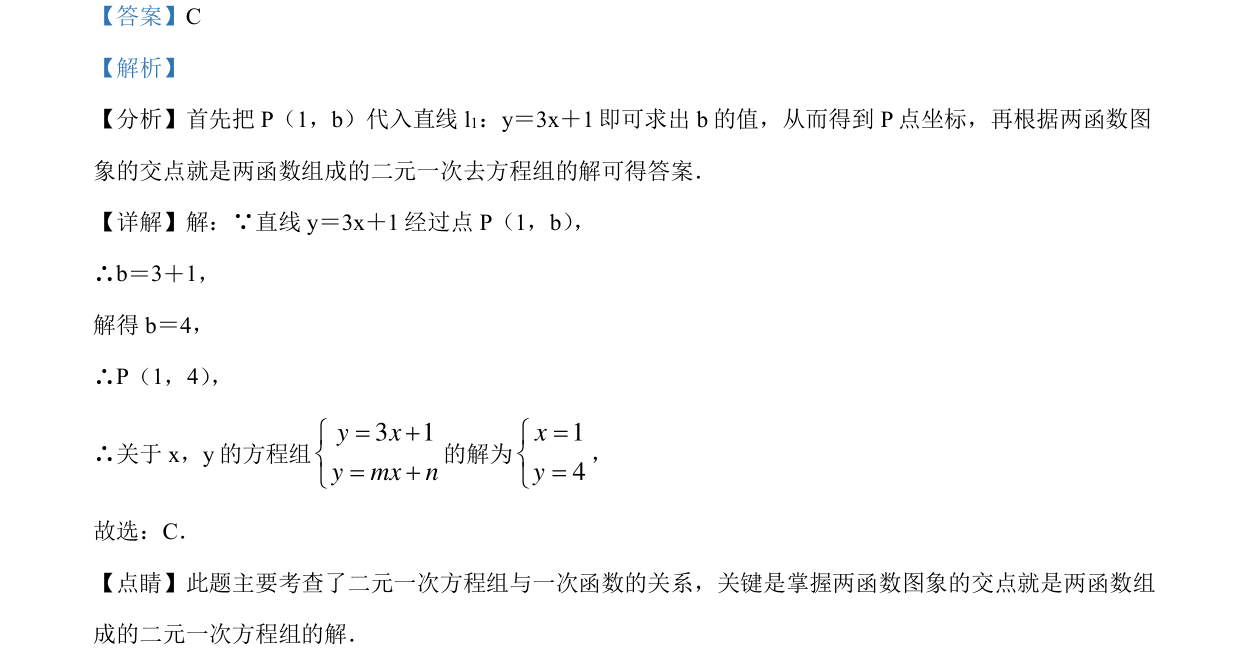 【答案】C
【解析】
【分析】首先把 P（1，b）代入直线 l₁：y＝3x＋1 即可求出 b 的值，从而得到 P 点坐标，再根据两函数图
象的交点就是两函数组成的二元一次去方程组的解可得答案．
【详解】解：∵直线 y＝3x＋1 经过点 P（1，b），
∴b＝3＋1，
解得 b＝4，
∴P（1，4），
∴关于 x，y 的方程组{y=3x+1 y=mx+n 的解为{x=1 y=4，
故选：C．
【点睛】此题主要考查了二元一次方程组与一次函数的关系，关键是掌握两函数图象的交点就是两函数组
成的二元一次方程组的解．